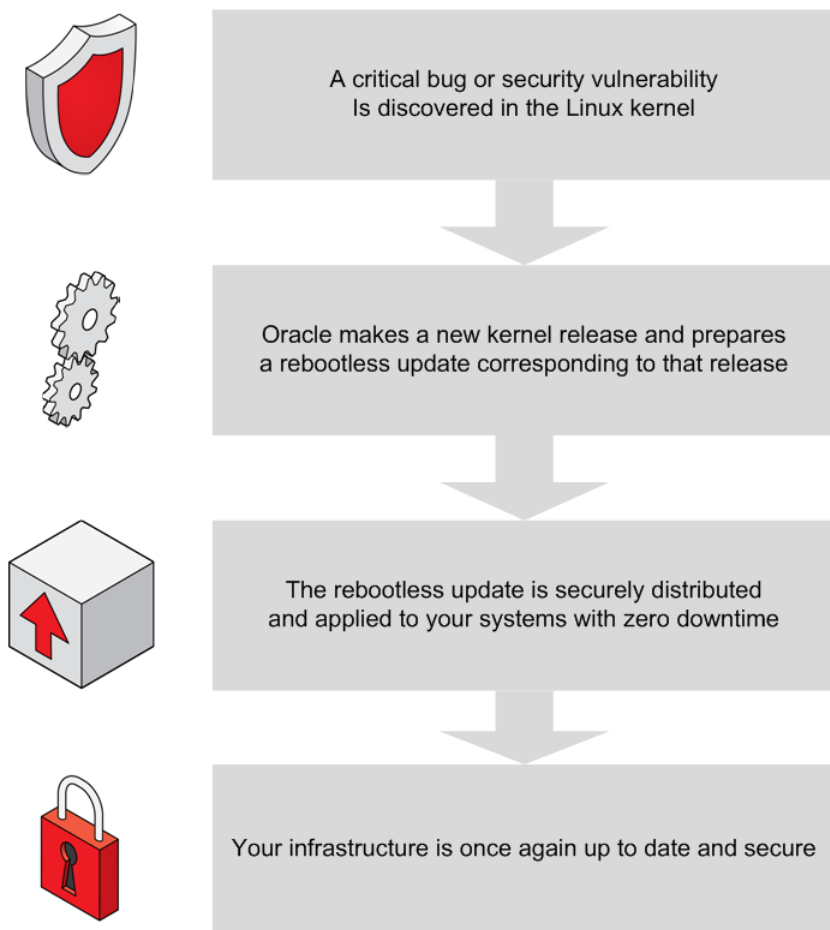 A critical bug or security vulnerability
Is discovered in the Linux kernel
Oracle makes a new kernel release and prepares
a rebootless update corresponding to that release
The rebootless update is securely distributed
and applied to your systems with zero downtime
Your infrastructure is once again up to date and secure